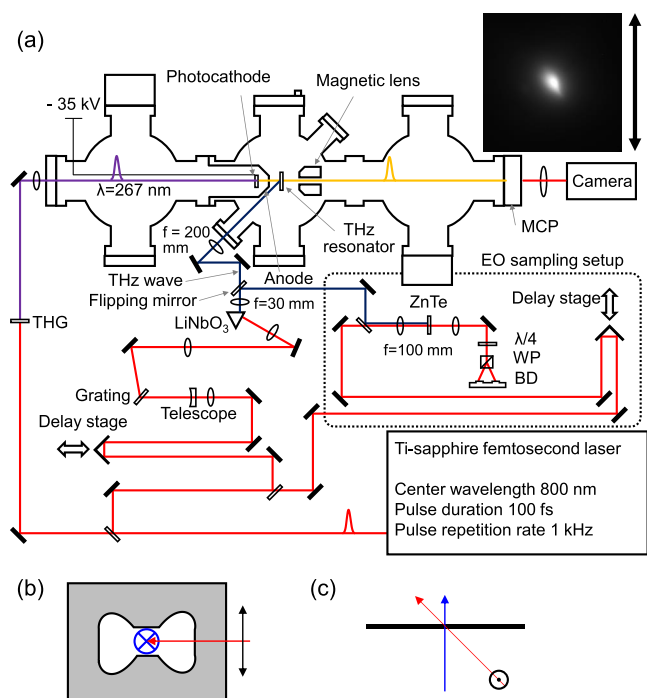 (a)
Photocathode
Magnetic lens
- 35 kV
λ=267 nm
Camera
MCP
THz
resonator
f = 200
mm
THz wave
Anode
Flipping mirror
f=30 mm
LiNbO3
EO sampling setup
ZnTe
Delay stage
f=100 mm
λ/4
WP
BD
THG
Grating
Telescope
Delay stage
Ti-sapphire femtosecond laser
Center wavelength 800 nm
Pulse duration 100 fs
Pulse repetition rate 1 kHz
(b)
(c)